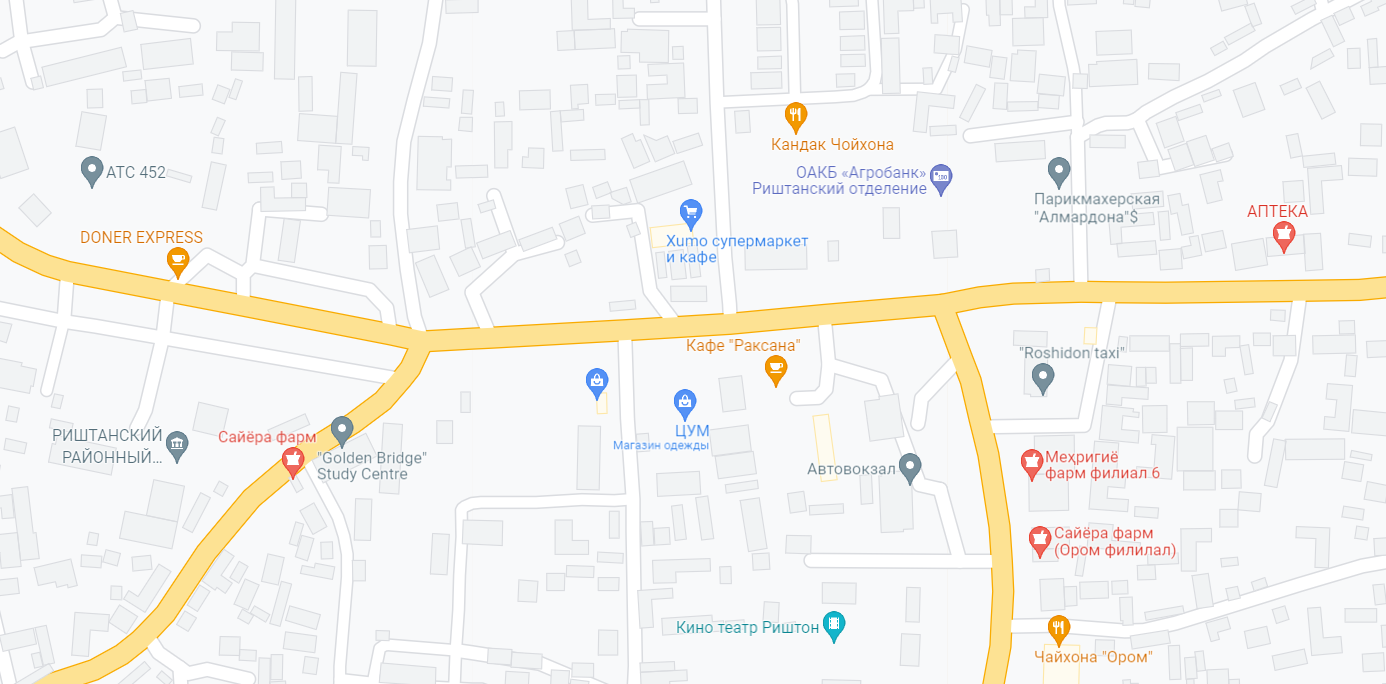 Кандак Чойхона
ATC 452
ОАКБ «Агробанк»
Риштанский отделение
Парикмахерская
"Алмардона"$
АПТЕКА
DONER EXPRESS
Xumo супермаркет
и кафе
Кафе "Раксана"
"Roshidon taxi"
РИШТАНСКИЙ
РАЙОННЫЙ...
Сайёра фарм
"Golden Bridge"
Study Centre
ЦУМ
Магазин одежды
Автовокзал
Меҳригиё
фарм филиал 6
Сайёра фарм
(Ором филилал)
Кино театр Риштон
Чайхона "Ором"